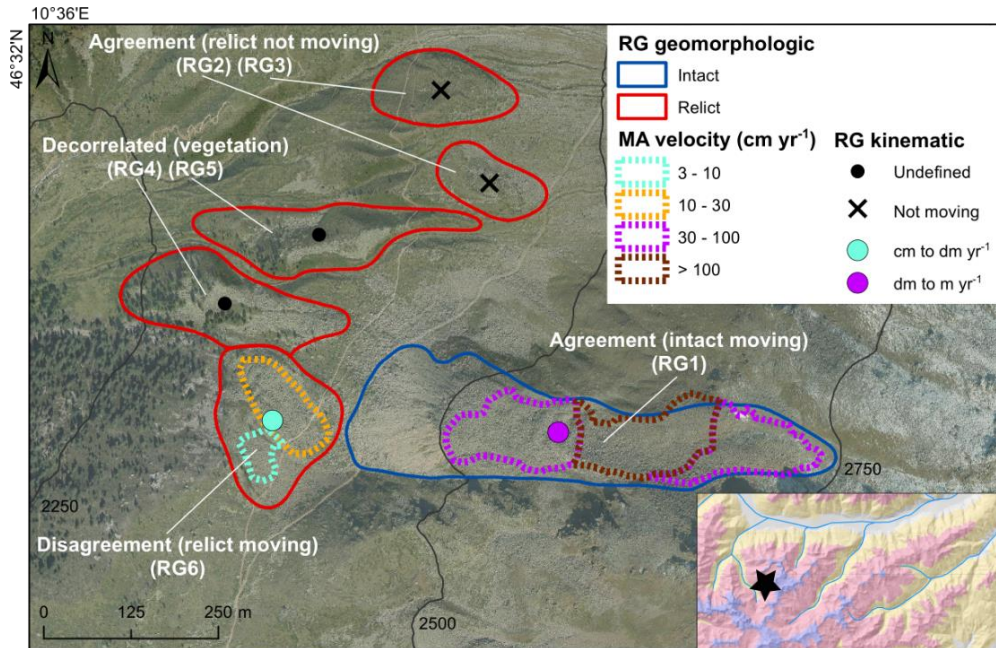 10°36'E
46°32'N
N
Agreement (relict not moving)
(RG2) (RG3)
Decorrelated (vegetation)
(RG4) (RG5)
Agreement (intact moving)
(RG1)
Disagreement (relict moving)
(RG6)
2250
2500
2750
0 125 250 m
RG geomorphologic
Intact
Relict
MA velocity (cm yr⁻¹)
3 - 10
10 - 30
30 - 100
> 100
RG kinematic
Undefined
Not moving
cm to dm yr⁻¹
dm to m yr⁻¹